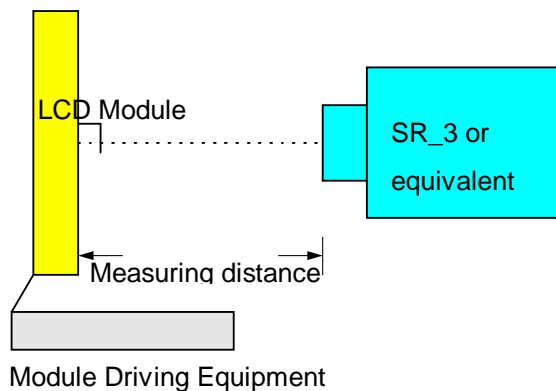 LCD Module
SR_3 or
equivalent
Measuring distance
Module Driving Equipment